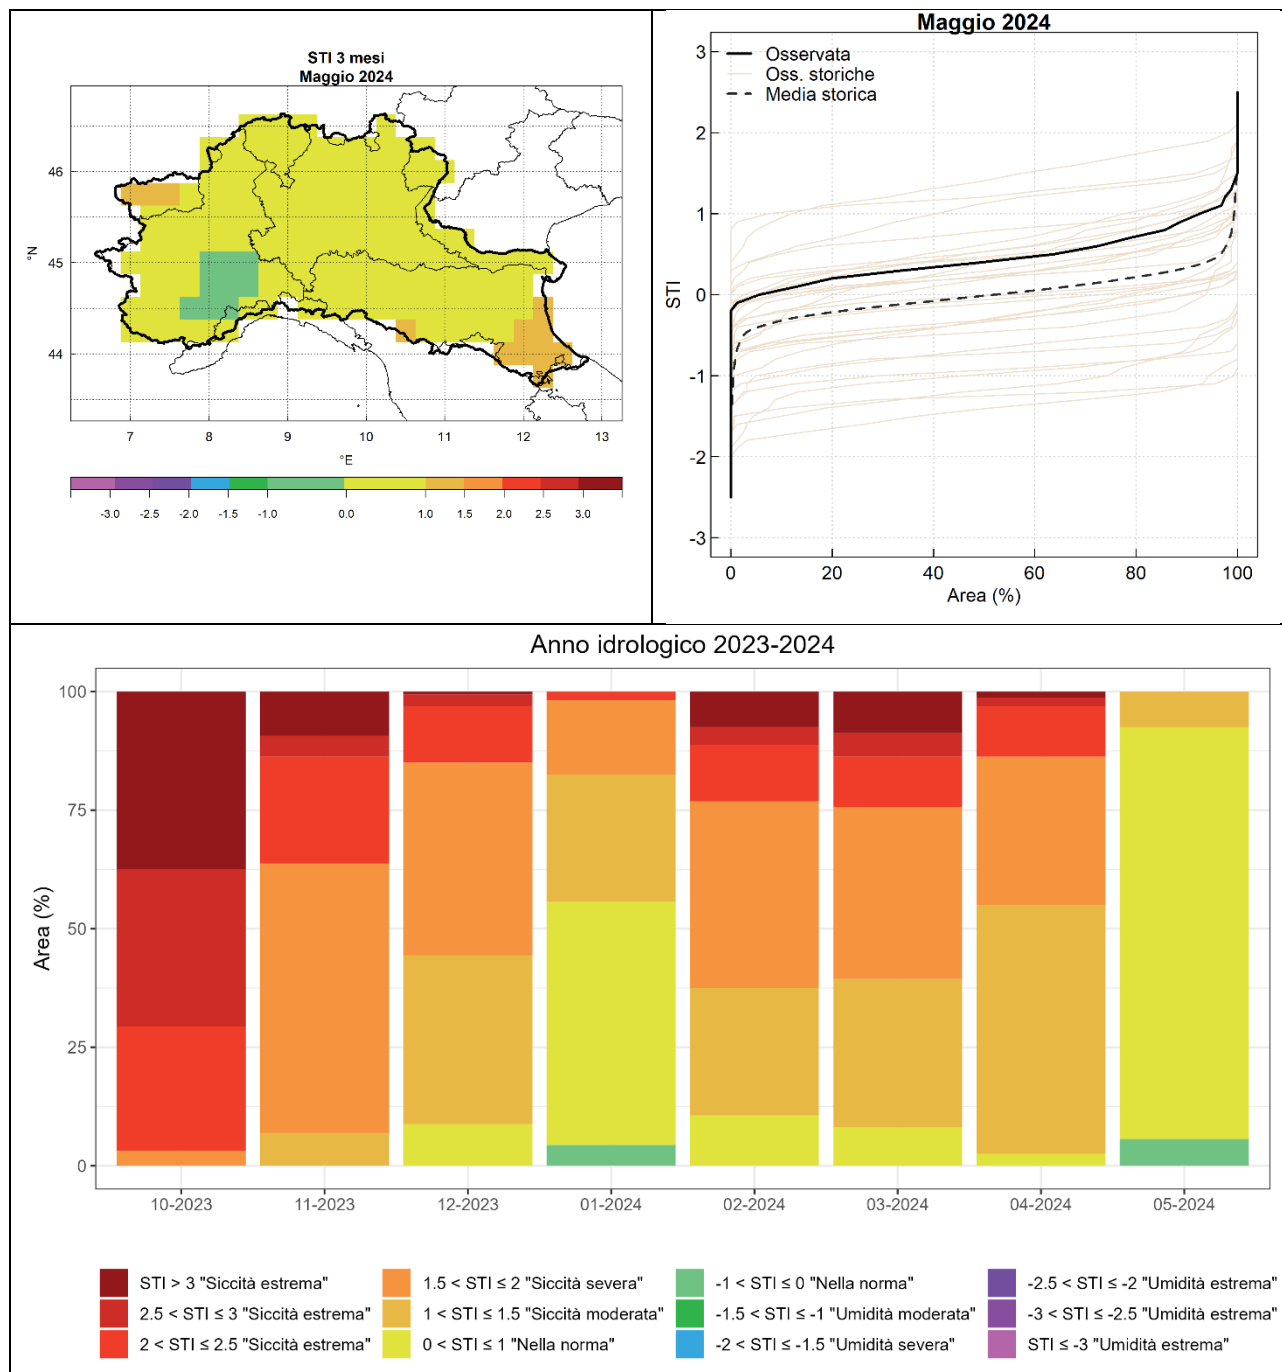 STI 3 mesi
Maggio 2024
°N
46
45
44
7 8 9 10 11 12 13
°E
-3.0 -2.5 -2.0 -1.5 -1.0 0.0 1.0 1.5 2.0 2.5 3.0
Maggio 2024
Osservata
Oss. storiche
Media storica
STI
3
2
1
0
-1
-2
-3
0 20 40 60 80 100
Area (%)
Anno idrologico 2023-2024
Area (%)
100
75
50
25
0
10-2023 11-2023 12-2023 01-2024 02-2024 03-2024 04-2024 05-2024
STI > 3 "Siccità estrema"
2.5 < STI ≤ 3 "Siccità estrema"
2 < STI ≤ 2.5 "Siccità estrema"
1.5 < STI ≤ 2 "Siccità severa"
1 < STI ≤ 1.5 "Siccità moderata"
0 < STI ≤ 1 "Nella norma"
-1 < STI ≤ 0 "Nella norma"
-1.5 < STI ≤ -1 "Umidità moderata"
-2 < STI ≤ -1.5 "Umidità severa"
-2.5 < STI ≤ -2 "Umidità estrema"
-3 < STI ≤ -2.5 "Umidità estrema"
STI ≤ -3 "Umidità estrema"